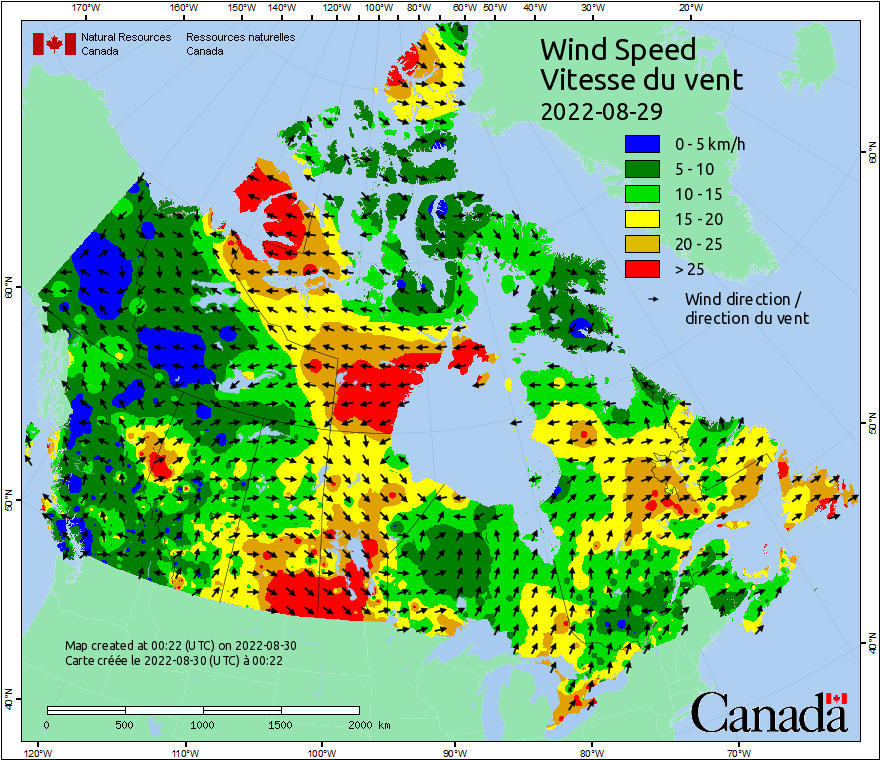 170°W 160°W 150°W 140°W 120°W 100°W 80°W 60°W 50°W 40°W 30°W 20°W
Natural Resources Ressources naturelles
Canada Canada
Wind Speed
Vitesse du vent
2022-08-29
0 - 5 km/h
5 - 10
10 - 15
15 - 20
20 - 25
> 25
Wind direction /
direction du vent
60°N
60°N
50°N
50°N
40°N
40°N
Map created at 00:22 (UTC) on 2022-08-30
Carte créée le 2022-08-30 (UTC) à 00:22
0 500 1000 1500 2000 km
Canada
120°W 110°W 100°W 90°W 80°W 70°W